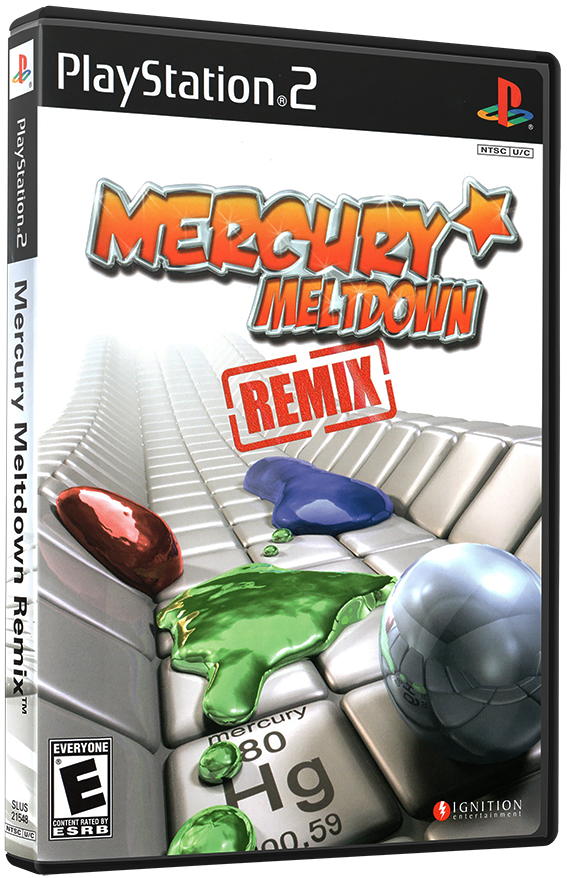 PlayStation®2
NTSC U/C
MERCURY
MELTDOWN
REMIX
mercury
80
Hg
00.59
EVERYONE
E
CONTENT RATED BY
ESRB
IGNITION
entertainment
PlayStation®2
Mercury Meltdown Remix™
SLUS
21548
NTSC U/C